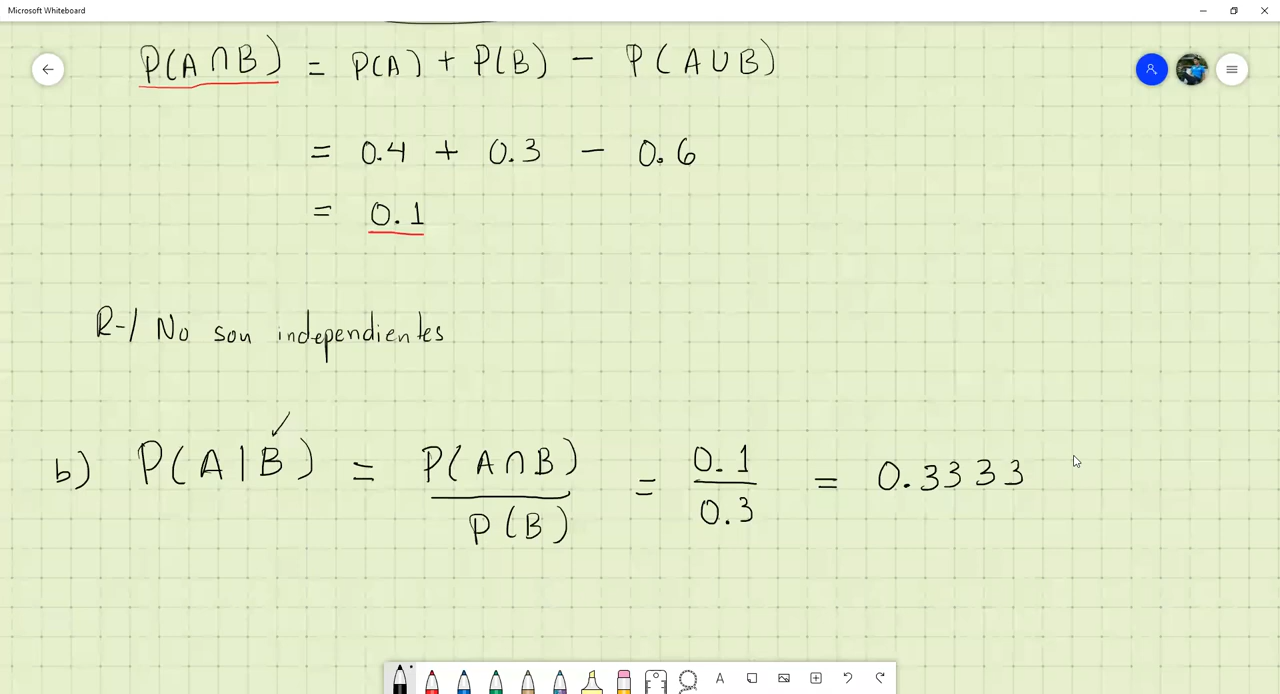 Microsoft Whiteboard
P(A∩B) = P(A) + P(B) - P(A∪B)
= 0.4 + 0.3 - 0.6
= 0.1
R-/ No son independientes
b) P(A|B) = P(A∩B) / P(B) = 0.1 / 0.3 = 0.3333
A